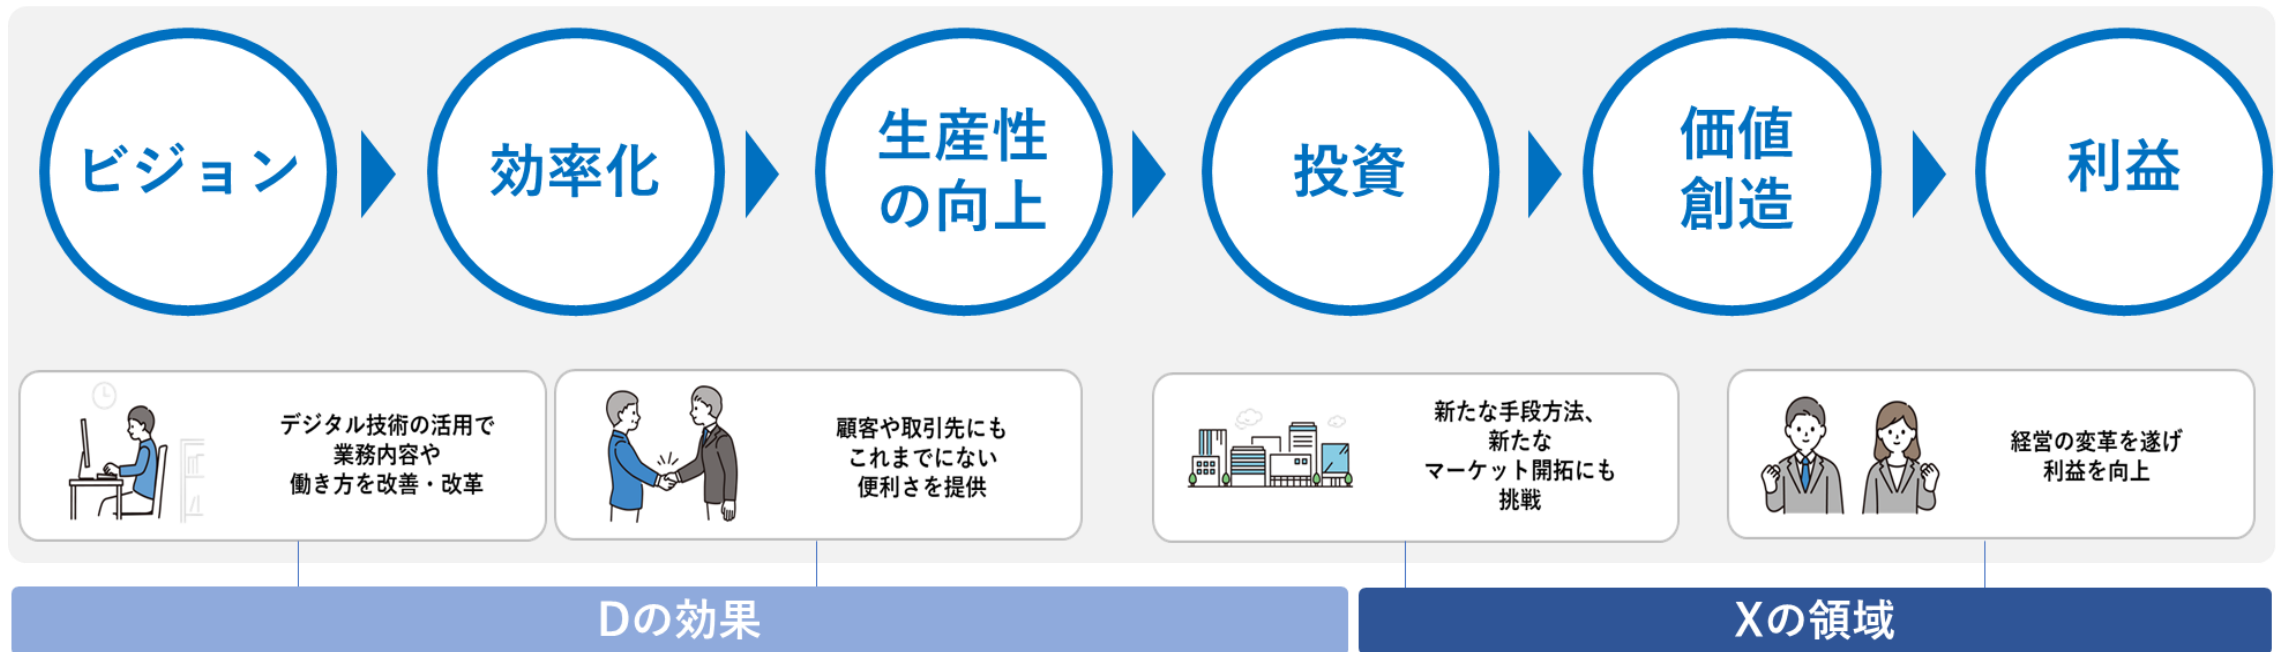 ビジョン
効率化
生産性
の向上
投資
価値
創造
利益
デジタル技術の活用で
業務内容や
働き方を改善・改革
顧客や取引先にも
これまでにない
便利さを提供
新たな手段方法、
新たな
マーケット開拓にも
挑戦
経営の変革を遂げ
利益を向上
Dの効果
Xの領域